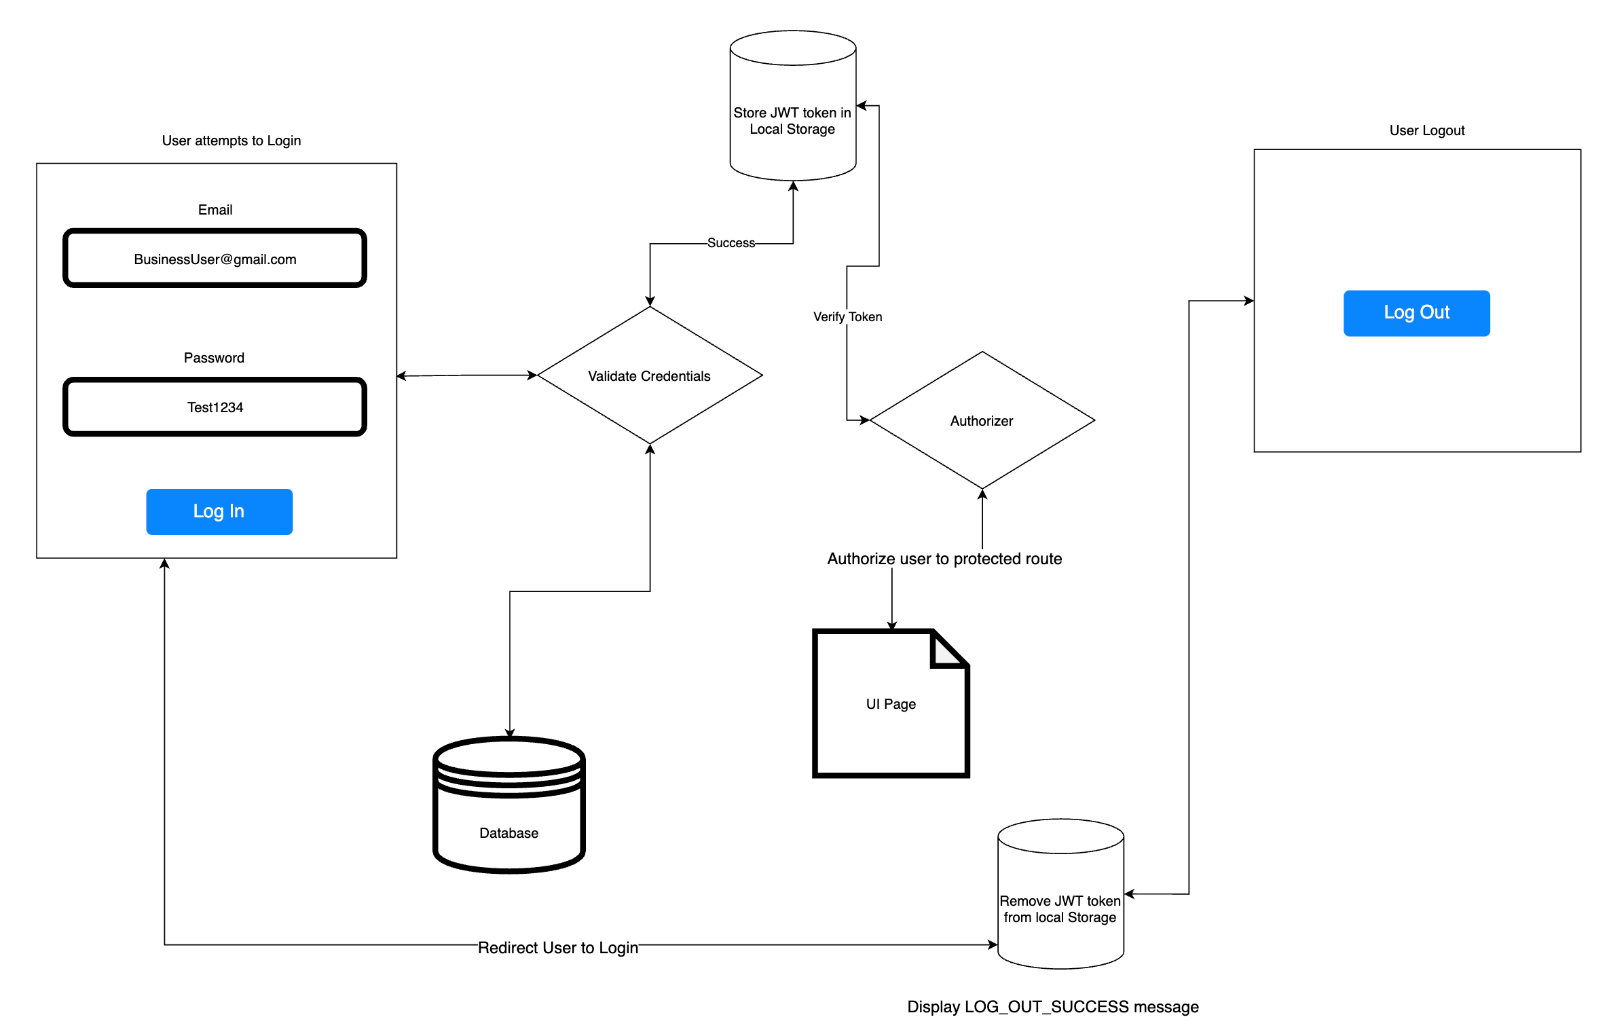 Store JWT token in
Local Storage
User attempts to Login
User Logout
Email
BusinessUser@gmail.com
Success
Log Out
Verify Token
Password
Validate Credentials
Test1234
Authorizer
Log In
Authorize user to protected route
UI Page
Database
Remove JWT token
from local Storage
Redirect User to Login
Display LOG_OUT_SUCCESS message